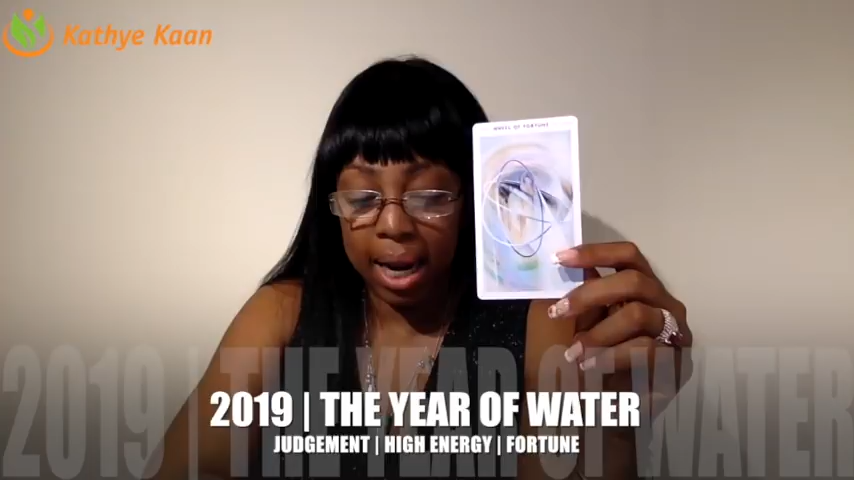 Kathye Kaan
WHEEL OF FORTUNE
2019 | THE YEAR OF WATER
2019 | THE YEAR OF WATER
JUDGEMENT | HIGH ENERGY | FORTUNE